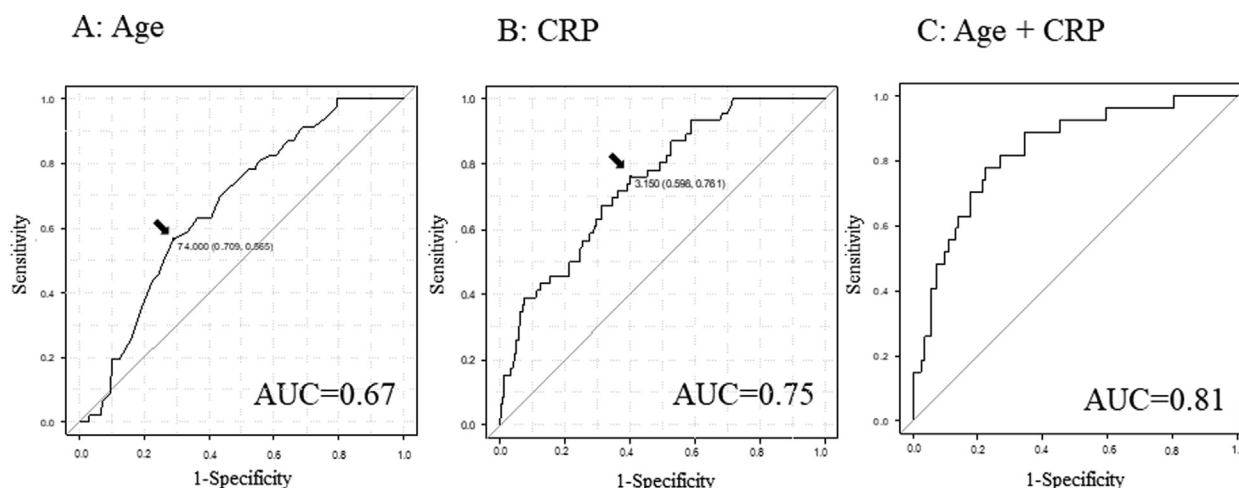 A: Age
B: CRP
C: Age + CRP
1.0
0.8
0.6
0.4
0.2
0.0
Sensitivity
74.000 (0.709, 0.565)
AUC=0.67
0.0 0.2 0.4 0.6 0.8 1.0
1-Specificity
1.0
0.8
0.6
0.4
0.2
0.0
Sensitivity
3.150 (0.598, 0.761)
AUC=0.75
0.0 0.2 0.4 0.6 0.8 1.0
1-Specificity
1.0
0.8
0.6
0.4
0.2
0.0
Sensitivity
AUC=0.81
0.0 0.2 0.4 0.6 0.8 1.0
1-Specificity